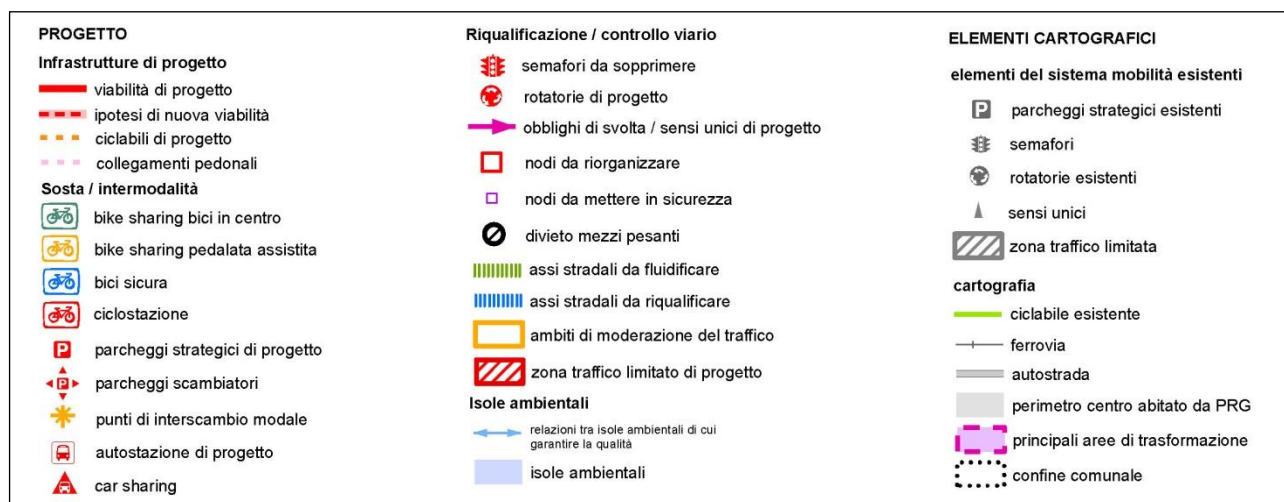 PROGETTO
Infrastrutture di progetto
viabilità di progetto
ipotesi di nuova viabilità
ciclabili di progetto
collegamenti pedonali
Sosta / intermodalità
bike sharing bici in centro
bike sharing pedalata assistita
bici sicura
ciclostazione
P
parcheggi strategici di progetto
P
parcheggi scambiatori
punti di interscambio modale
autostazione di progetto
car sharing
Riqualificazione / controllo viario
semafori da sopprimere
rotatorie di progetto
obblighi di svolta / sensi unici di progetto
nodi da riorganizzare
nodi da mettere in sicurezza
divieto mezzi pesanti
assi stradali da fluidificare
assi stradali da riqualificare
ambiti di moderazione del traffico
zona traffico limitato di progetto
Isole ambientali
relazioni tra isole ambientali di cui
garantire la qualità
isole ambientali
ELEMENTI CARTOGRAFICI
elementi del sistema mobilità esistenti
P
parcheggi strategici esistenti
semafori
rotatorie esistenti
sensi unici
zona traffico limitata
cartografia
ciclabile esistente
ferrovia
autostrada
perimetro centro abitato da PRG
principali aree di trasformazione
confine comunale